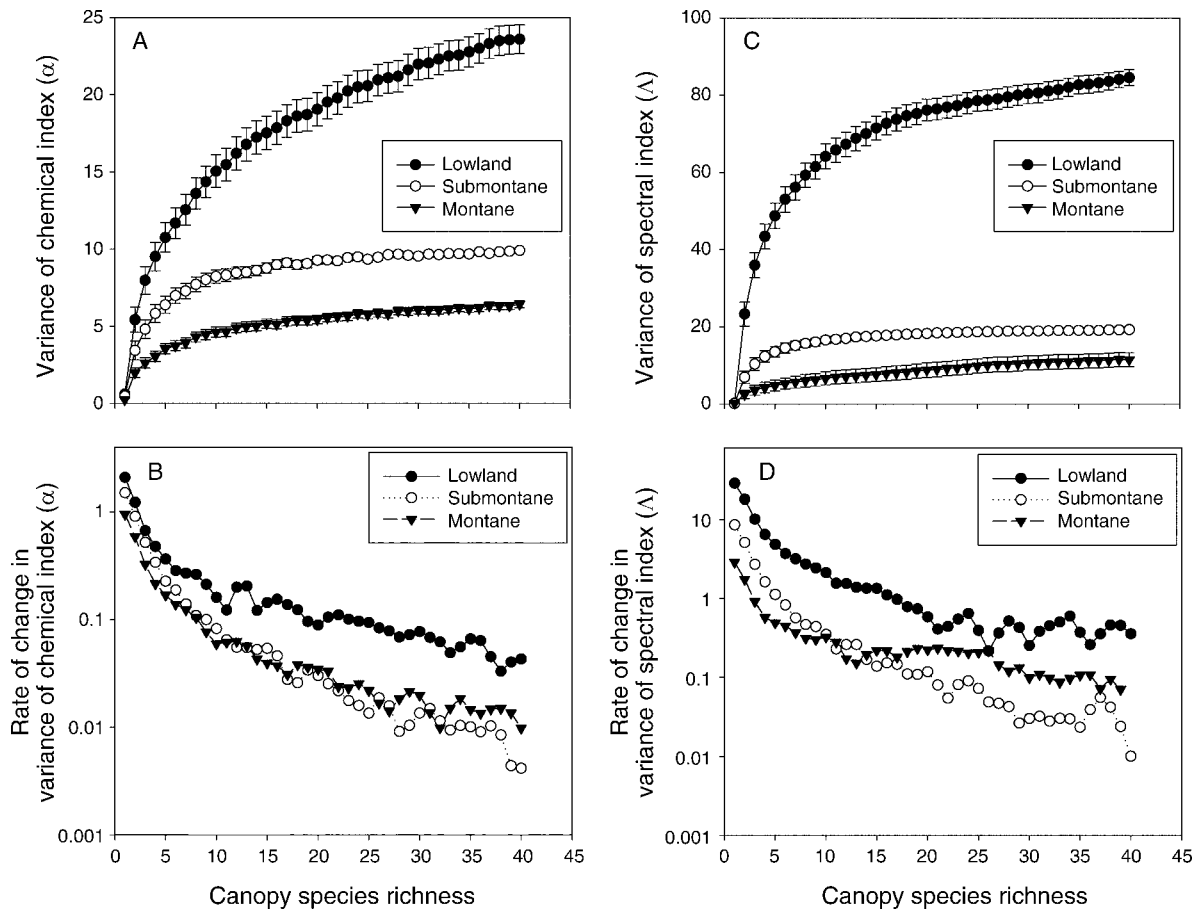 A
Variance of chemical index (α)
25
20
15
10
5
0
Lowland
Submontane
Montane
C
Variance of spectral index (Λ)
100
80
60
40
20
0
Lowland
Submontane
Montane
B
Rate of change in
variance of chemical index (α)
1
0.1
0.01
0.001
Lowland
Submontane
Montane
0 5 10 15 20 25 30 35 40 45
Canopy species richness
D
Rate of change in
variance of spectral index (Λ)
10
1
0.1
0.01
0.001
Lowland
Submontane
Montane
0 5 10 15 20 25 30 35 40 45
Canopy species richness